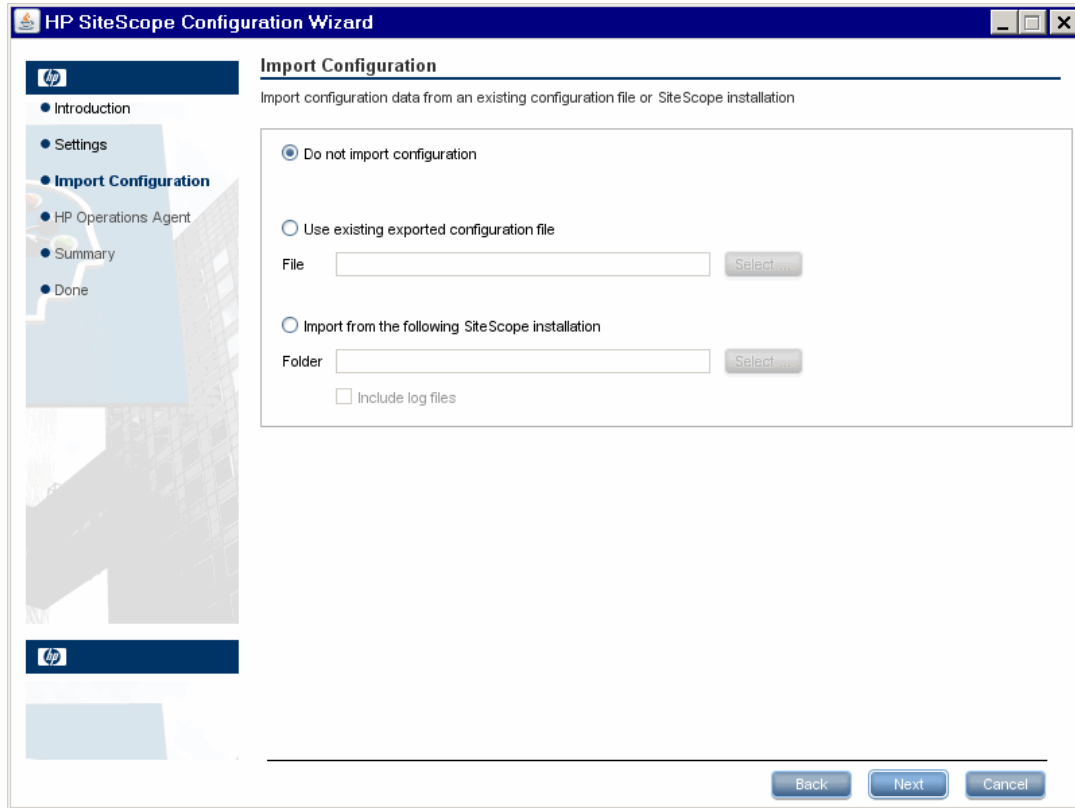 HP SiteScope Configuration Wizard
hp
Introduction
Settings
Import Configuration
HP Operations Agent
Summary
Done
hp
Import Configuration
Import configuration data from an existing configuration file or SiteScope installation
Do not import configuration
Use existing exported configuration file
File
Select ...
Import from the following SiteScope installation
Folder
Select ...
Include log files
Back Next Cancel